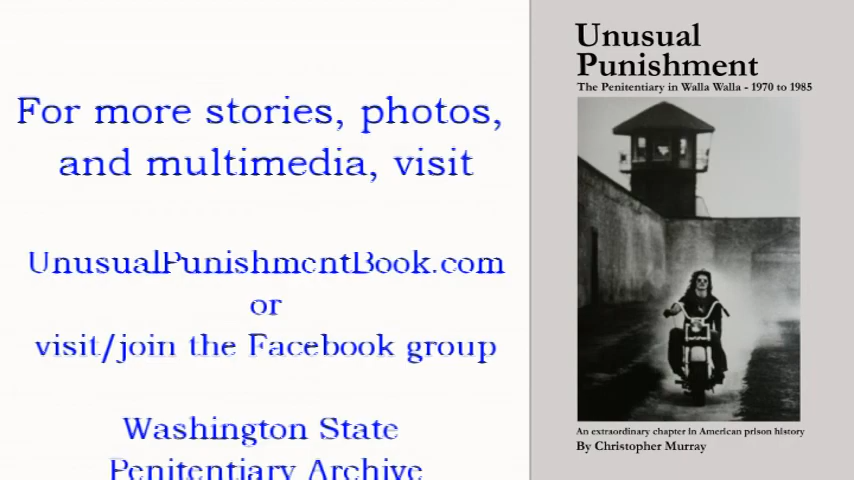 For more stories, photos,
and multimedia, visit
UnusualPunishmentBook.com
or
visit/join the Facebook group
Washington State
Penitentiary Archive
Unusual
Punishment
The Penitentiary in Walla Walla - 1970 to 1985
An extraordinary chapter in American prison history
By Christopher Murray